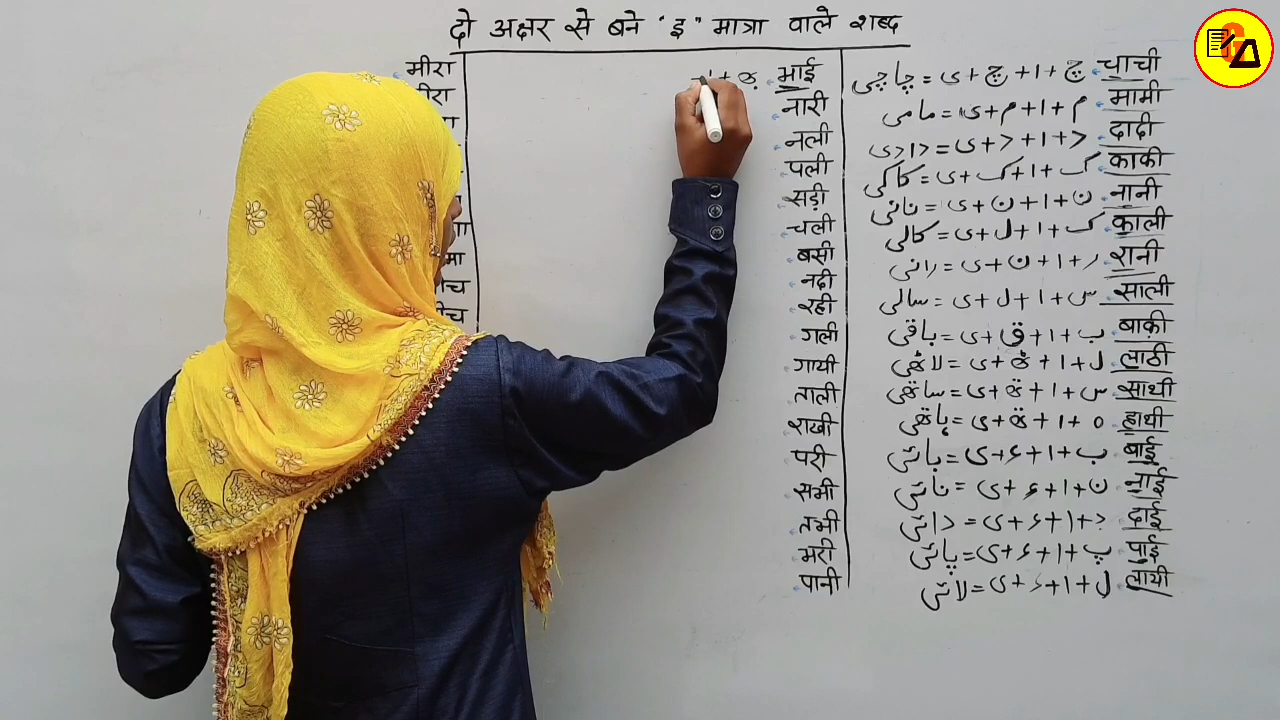 दो अक्षर से बने "इ" मात्रा वाले शब्द
चाची چ+ا+چ+ی=چاچی
मामी م+ا+م+ی=مامی
दादी د+ا+د+ی=دادی
काकी ک+ا+ک+ی=کاکی
नानी ن+ا+ن+ی=نانی
काली ک+ا+ل+ی=کالی
रानी ر+ا+ن+ی=رانی
साली س+ا+ل+ی=سالی
बाकी ب+ا+ق+ی=باقی
लाठी ل+ا+ٹھ+ی=لاٹھی
साथी س+ا+تھ+ی=ساتھی
हाथी ہ+ا+تھ+ی=ہاتھی
बाई ب+ا+ء+ی=بائی
नाई ن+ا+ء+ی=نائی
दाई د+ا+ء+ی=دائی
पाई پ+ا+ء+ی=پائی
लायी ل+ا+ء+ی=لائی
भाई
नारी
नली
पली
सड़ी
चली
बसी
नदी
रही
गली
गायी
ताली
राखी
परी
सभी
तभी
भरी
पानी
मीरा